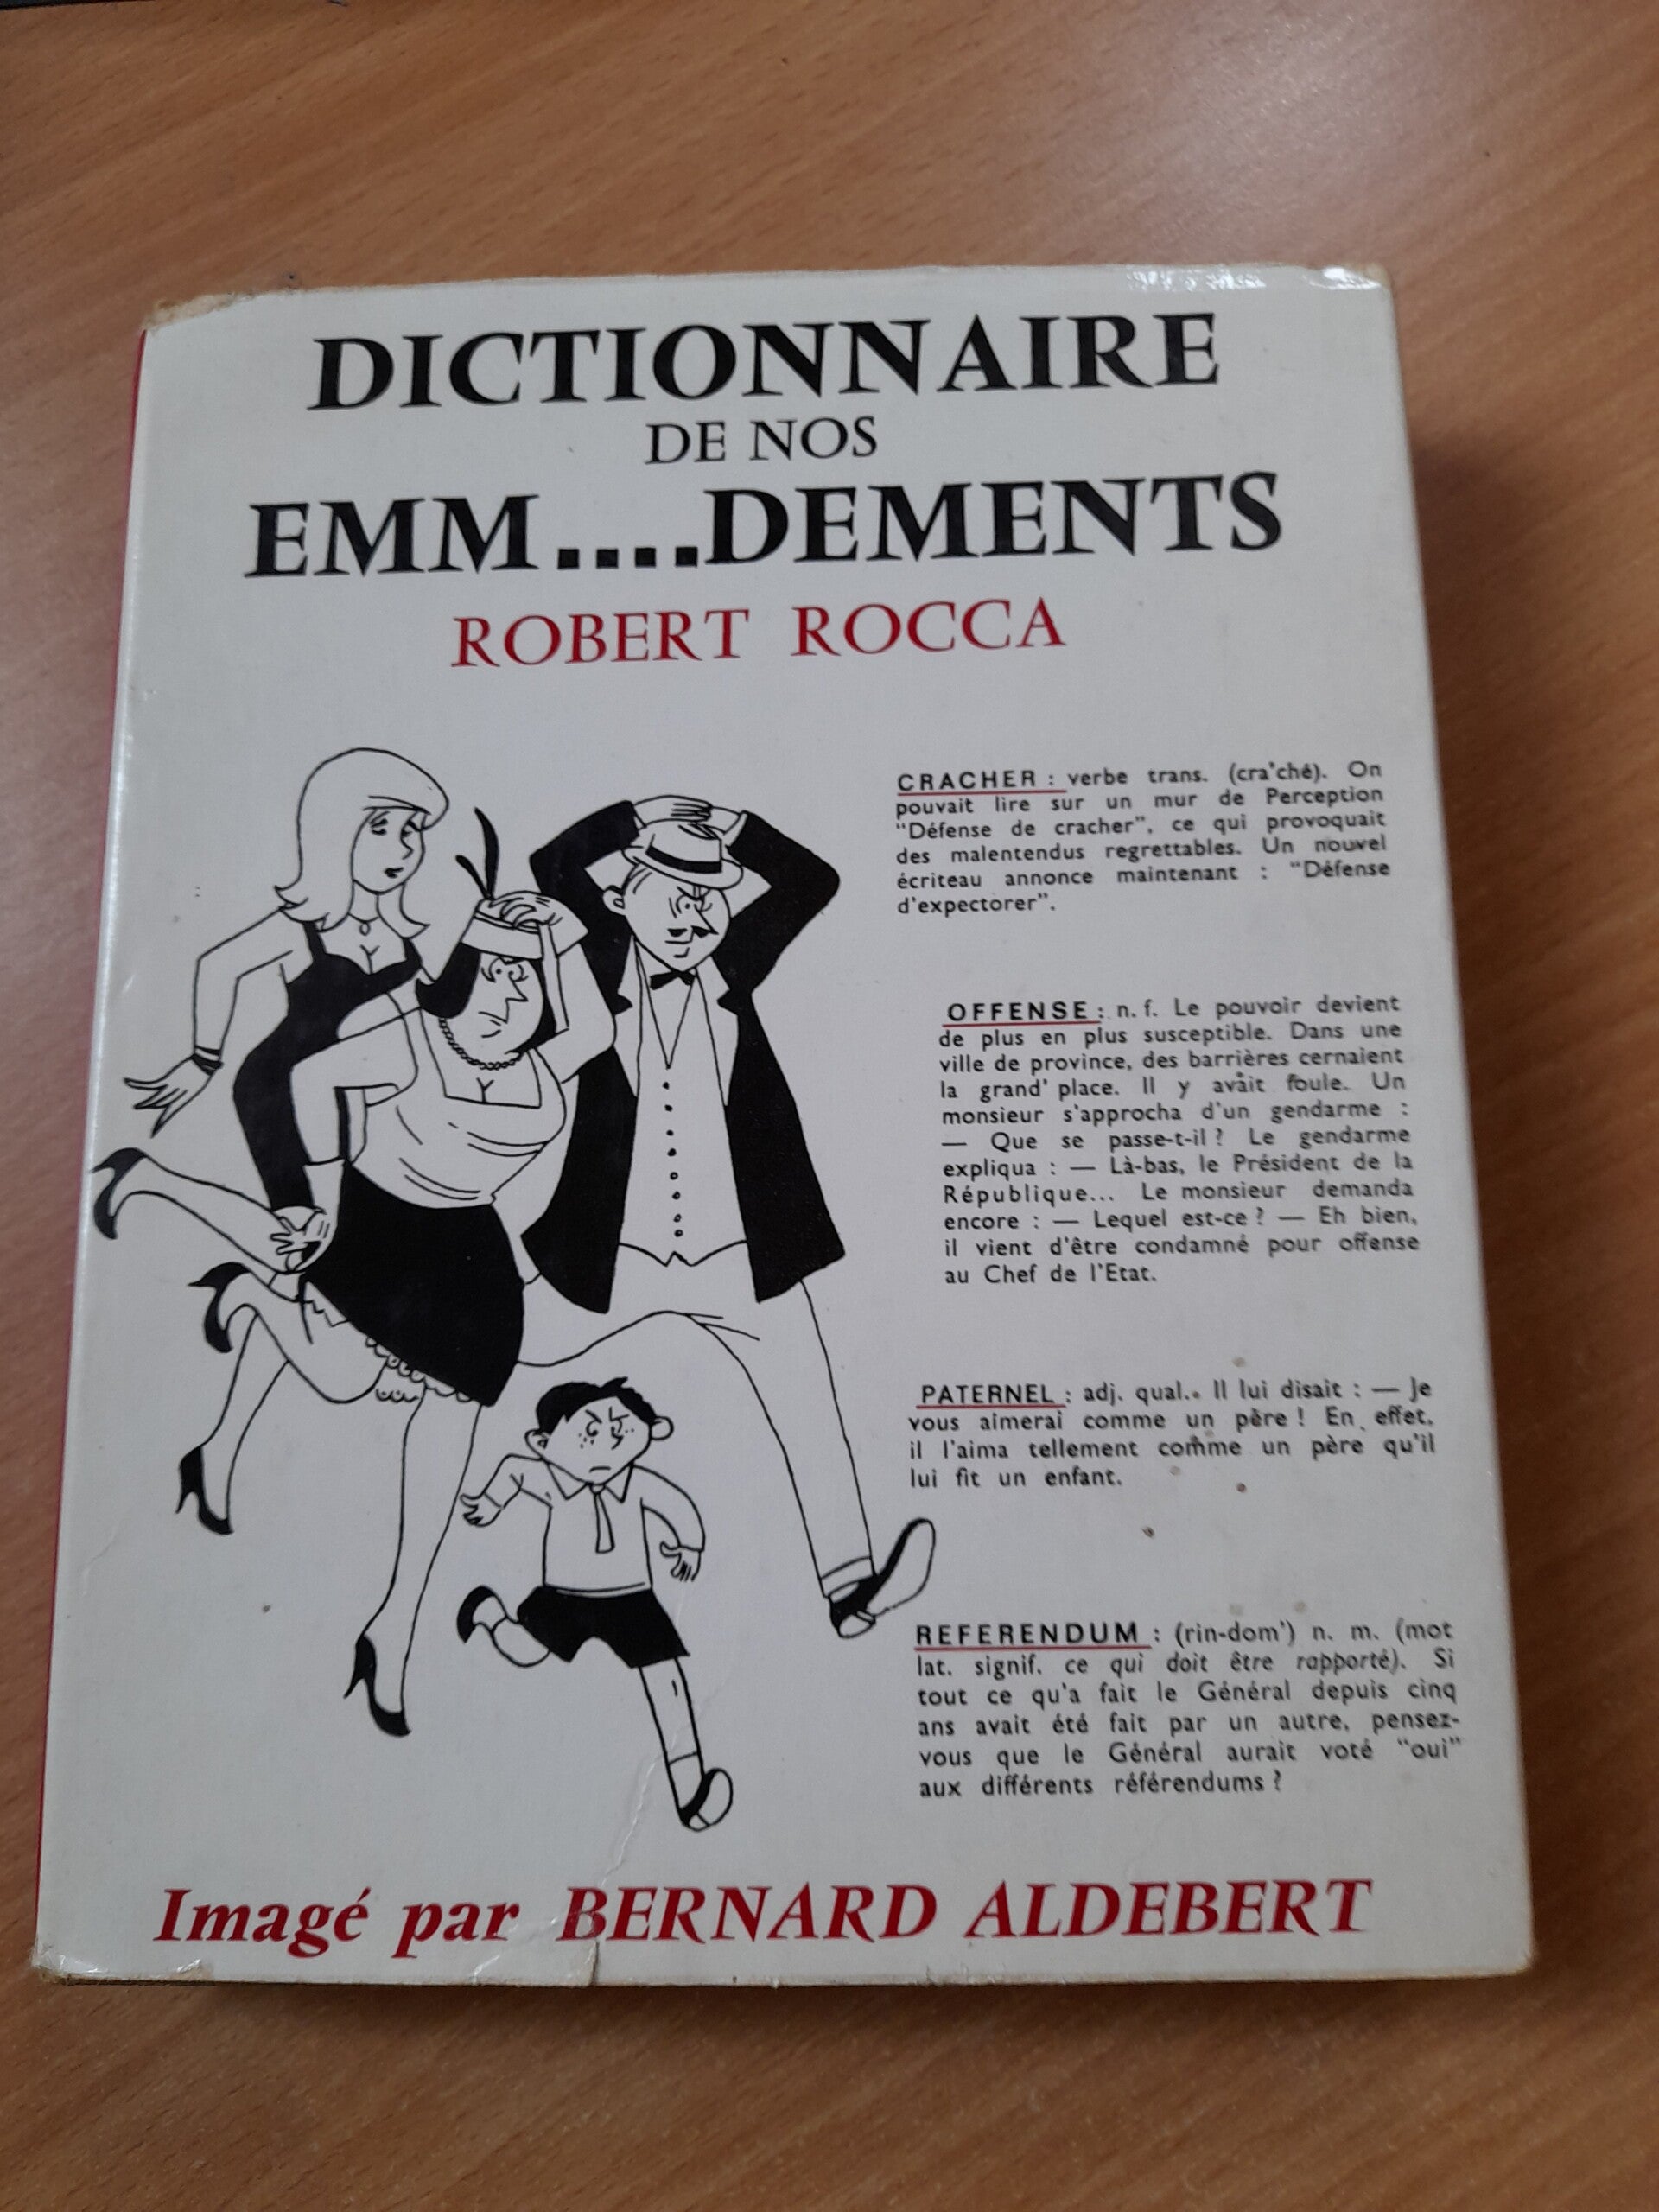 DICTIONNAIRE
DE NOS
EMM....DEMENTS
ROBERT ROCCA
CRACHER : verbe trans. (cra'ché). On
pouvait lire sur un mur de Perception
"Défense de cracher", ce qui provoquait
des malentendus regrettables. Un nouvel
écriteau annonce maintenant : "Défense
d'expectorer".
OFFENSE : n. f. Le pouvoir devient
de plus en plus susceptible. Dans une
ville de province, des barrières cernaient
la grand' place. Il y avait foule. Un
monsieur s'approcha d'un gendarme :
— Que se passe-t-il ? Le gendarme
expliqua : — Là-bas, le Président de la
République... Le monsieur demanda
encore : — Lequel est-ce ? — Eh bien,
il vient d'être condamné pour offense
au Chef de l'Etat.
PATERNEL : adj. qual.. Il lui disait : — Je
vous aimerai comme un père ! En effet,
il l'aima tellement comme un père qu'il
lui fit un enfant.
REFERENDUM : (rin-dom') n. m. (mot
lat. signif. ce qui doit être rapporté). Si
tout ce qu'a fait le Général depuis cinq
ans avait été fait par un autre, pensez-
vous que le Général aurait voté "oui"
aux différents référendums ?
Imagé par BERNARD ALDEBERT